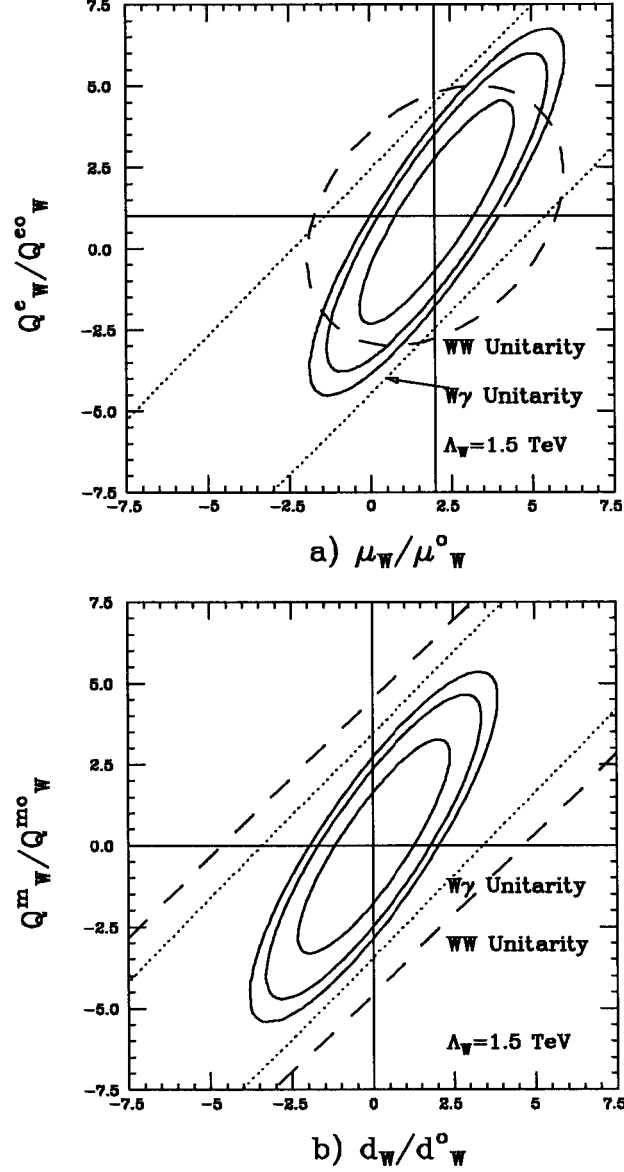 7.5
5.0
2.5
0.0
-2.5
-5.0
-7.5
Q^e_W/Q^eo_W
WW Unitarity
Wγ Unitarity
Λ_W=1.5 TeV
-7.5 -5 -2.5 0 2.5 5 7.5
a) μ_W/μ^o_W
7.5
5.0
2.5
0.0
-2.5
-5.0
-7.5
Q^m_W/Q^mo_W
Wγ Unitarity
WW Unitarity
Λ_W=1.5 TeV
-7.5 -5 -2.5 0 2.5 5 7.5
b) d_W/d^o_W